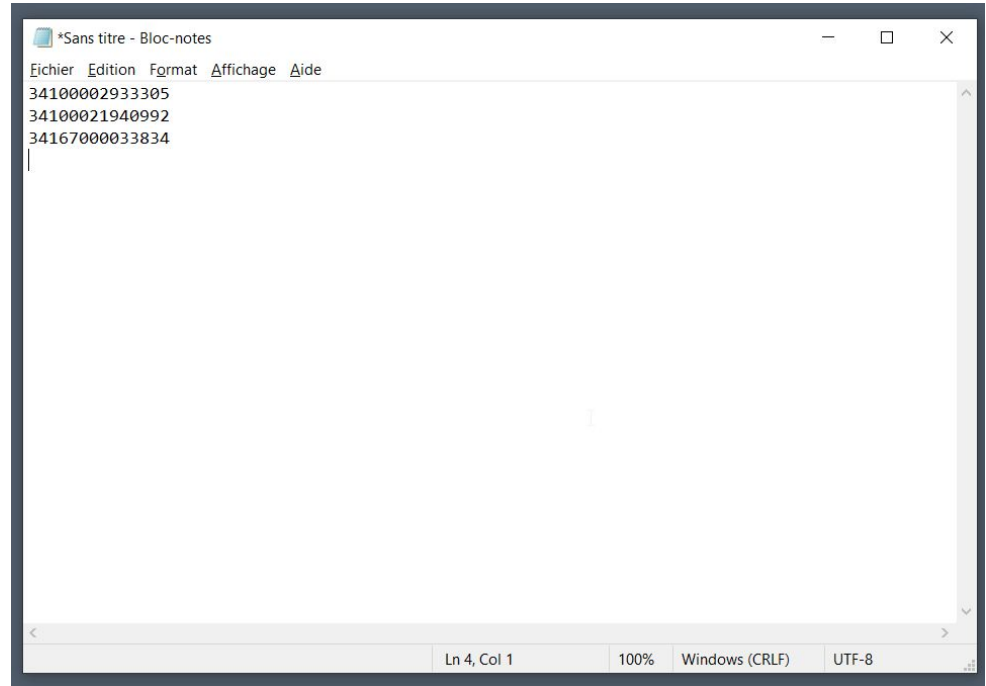 *Sans titre - Bloc-notes
Fichier Edition Format Affichage Aide
34100002933305
34100021940992
34167000033834
Ln 4, Col 1 100% Windows (CRLF) UTF-8